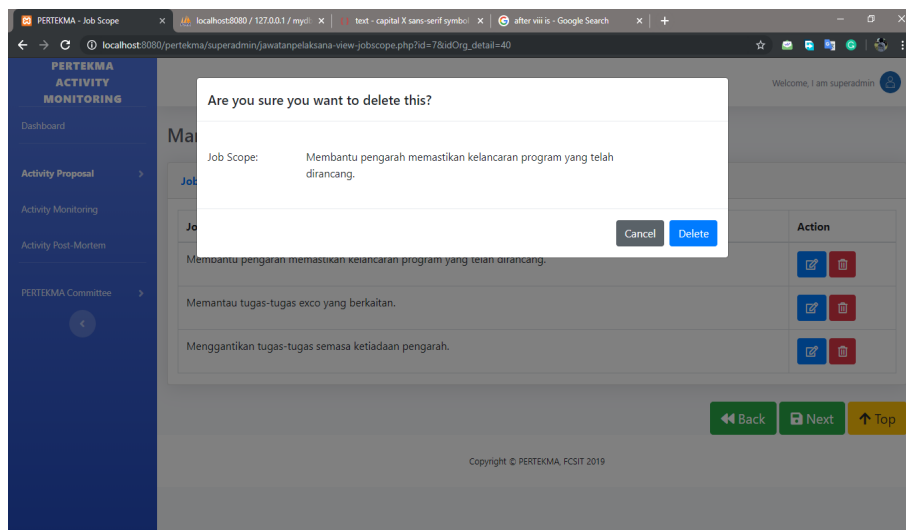 PERTEKMA - Job Scope
localhost:8080 / 127.0.0.1 / mydb
text - capital X sans-serif symbol
after viii is - Google Search
localhost:8080/pertekma/superadmin/jawatanpelaksana-view-jobscope.php?id=7&idOrg_detail=40
PERTEKMA
ACTIVITY
MONITORING
Welcome, I am superadmin
Dashboard
Activity Proposal
Activity Monitoring
Activity Post-Mortem
PERTEKMA Committee
Are you sure you want to delete this?
Job Scope:
Membantu pengarah memastikan kelancaran program yang telah
dirancang.
Cancel
Delete
Mar
Job
Jo
Action
Membantu pengarah memastikan kelancaran program yang telah dirancang.
Memantau tugas-tugas exco yang berkaitan.
Menggantikan tugas-tugas semasa ketiadaan pengarah.
Back
Next
Top
Copyright © PERTEKMA, FCSIT 2019